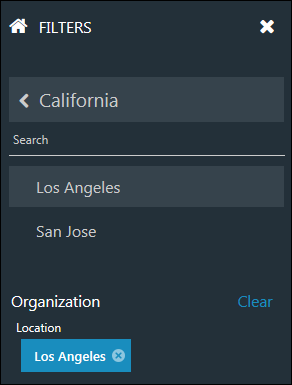 FILTERS
California
Search
Los Angeles
San Jose
Organization Clear
Location
Los Angeles